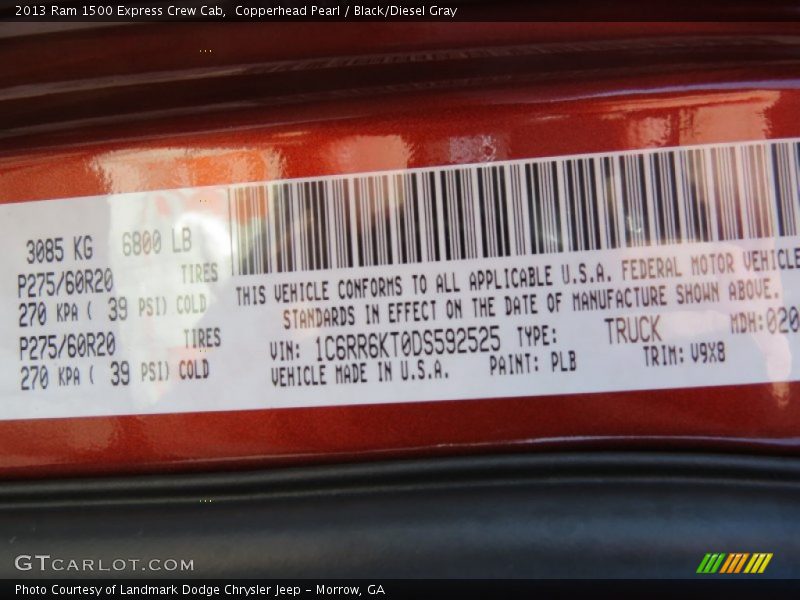 2013 Ram 1500 Express Crew Cab,  Copperhead Pearl / Black/Diesel Gray
3085 KG 6800 LB
P275/60R20 TIRES
270 KPA ( 39 PSI) COLD
P275/60R20 TIRES
270 KPA ( 39 PSI) COLD
THIS VEHICLE CONFORMS TO ALL APPLICABLE U.S.A. FEDERAL MOTOR VEHICLE
STANDARDS IN EFFECT ON THE DATE OF MANUFACTURE SHOWN ABOVE.
VIN: 1C6RR6KT0DS592525 TYPE: TRUCK MDH:020
VEHICLE MADE IN U.S.A. PAINT: PLB TRIM: V9X8
GTCARLOT.COM
Photo Courtesy of Landmark Dodge Chrysler Jeep - Morrow, GA